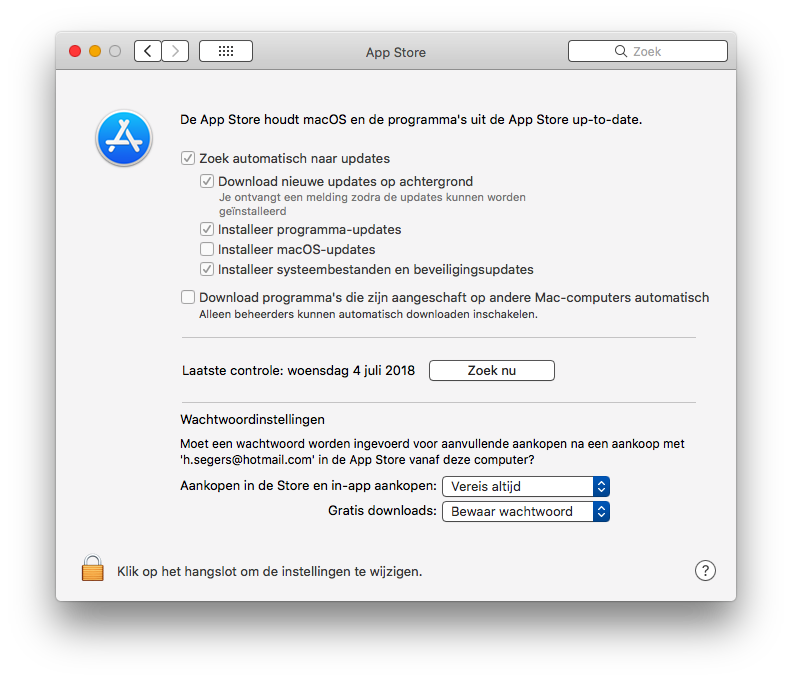 App Store
Zoek
De App Store houdt macOS en de programma's uit de App Store up-to-date.
Zoek automatisch naar updates
Download nieuwe updates op achtergrond
Je ontvangt een melding zodra de updates kunnen worden
geïnstalleerd
Installeer programma-updates
Installeer macOS-updates
Installeer systeembestanden en beveiligingsupdates
Download programma's die zijn aangeschaft op andere Mac-computers automatisch
Alleen beheerders kunnen automatisch downloaden inschakelen.
Laatste controle: woensdag 4 juli 2018 Zoek nu
Wachtwoordinstellingen
Moet een wachtwoord worden ingevoerd voor aanvullende aankopen na een aankoop met
'h.segers@hotmail.com' in de App Store vanaf deze computer?
Aankopen in de Store en in-app aankopen: Vereis altijd
Gratis downloads: Bewaar wachtwoord
Klik op het hangslot om de instellingen te wijzigen. ?